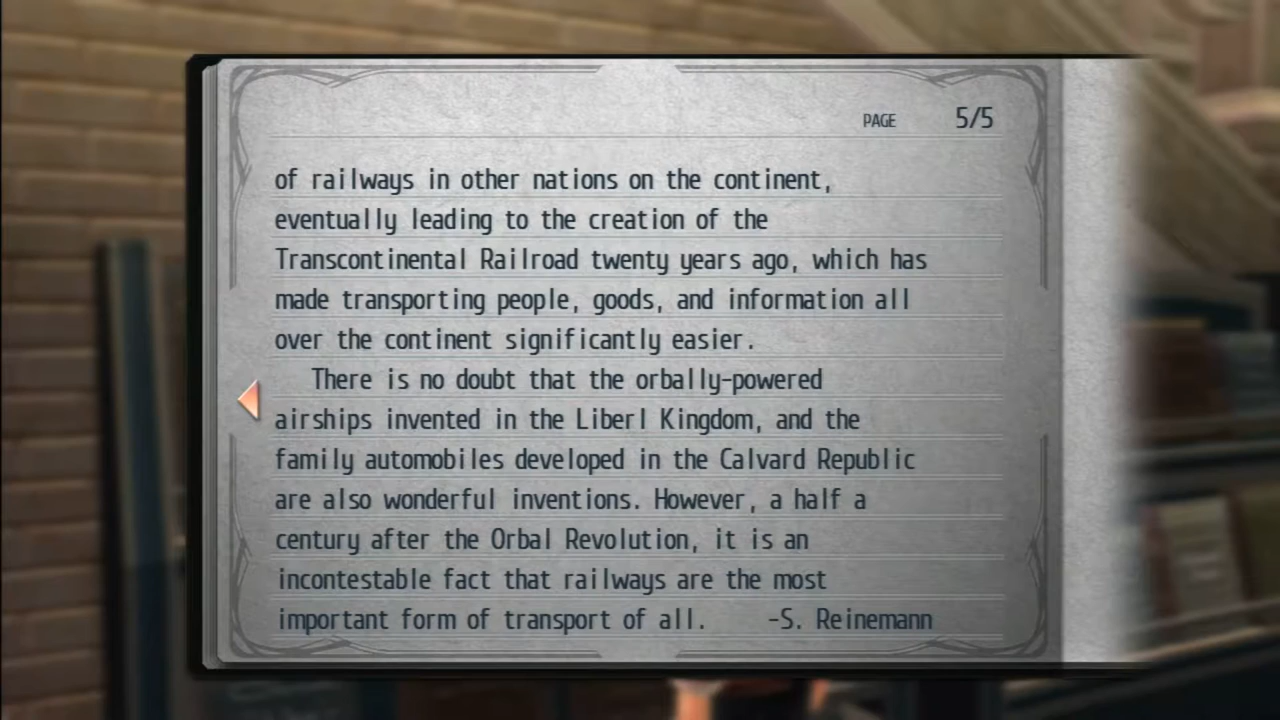 PAGE 5/5
of railways in other nations on the continent,
eventually leading to the creation of the
Transcontinental Railroad twenty years ago, which has
made transporting people, goods, and information all
over the continent significantly easier.
There is no doubt that the orbally-powered
airships invented in the Liberl Kingdom, and the
family automobiles developed in the Calvard Republic
are also wonderful inventions. However, a half a
century after the Orbal Revolution, it is an
incontestable fact that railways are the most
important form of transport of all. -S. Reinemann